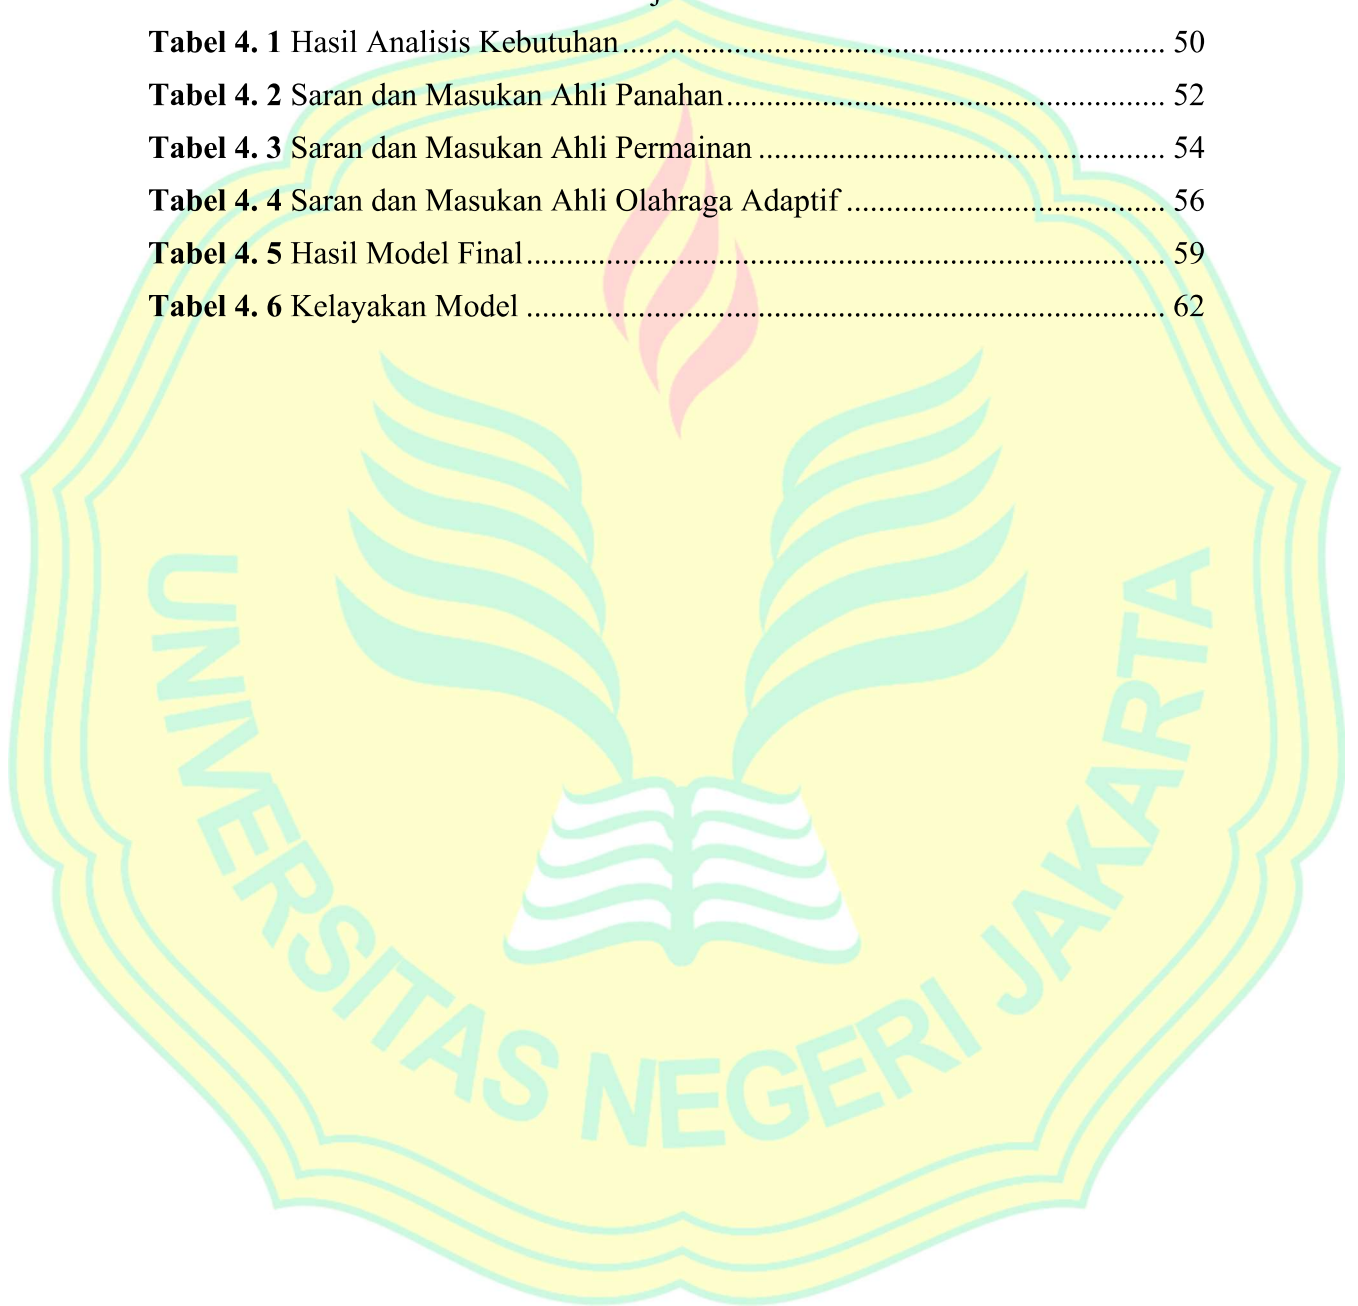 Tabel 4. 1 Hasil Analisis Kebutuhan.................................................................... 50
Tabel 4. 2 Saran dan Masukan Ahli Panahan....................................................... 52
Tabel 4. 3 Saran dan Masukan Ahli Permainan ................................................... 54
Tabel 4. 4 Saran dan Masukan Ahli Olahraga Adaptif ........................................ 56
Tabel 4. 5 Hasil Model Final................................................................................ 59
Tabel 4. 6 Kelayakan Model ................................................................................ 62
UNIVERSITAS NEGERI JAKARTA